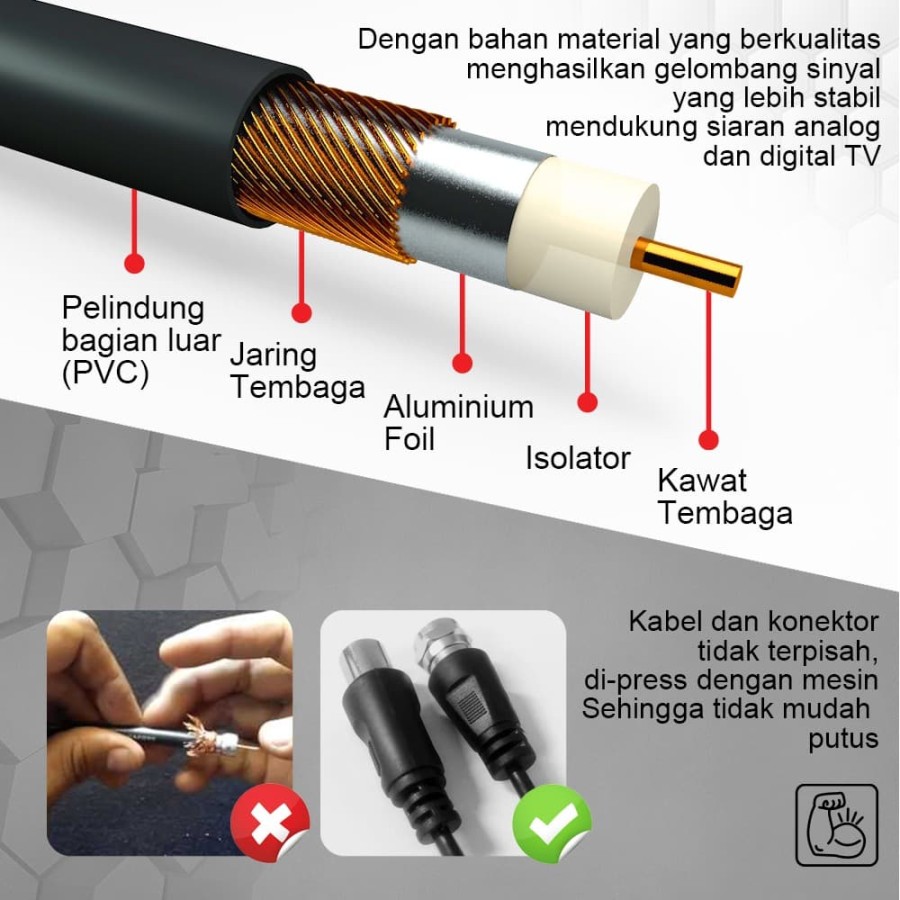 Dengan bahan material yang berkualitas
menghasilkan gelombang sinyal
yang lebih stabil
mendukung siaran analog
dan digital TV
Pelindung
bagian luar
(PVC)
Jaring
Tembaga
Aluminium
Foil
Isolator
Kawat
Tembaga
Kabel dan konektor
tidak terpisah,
di-press dengan mesin
Sehingga tidak mudah
putus